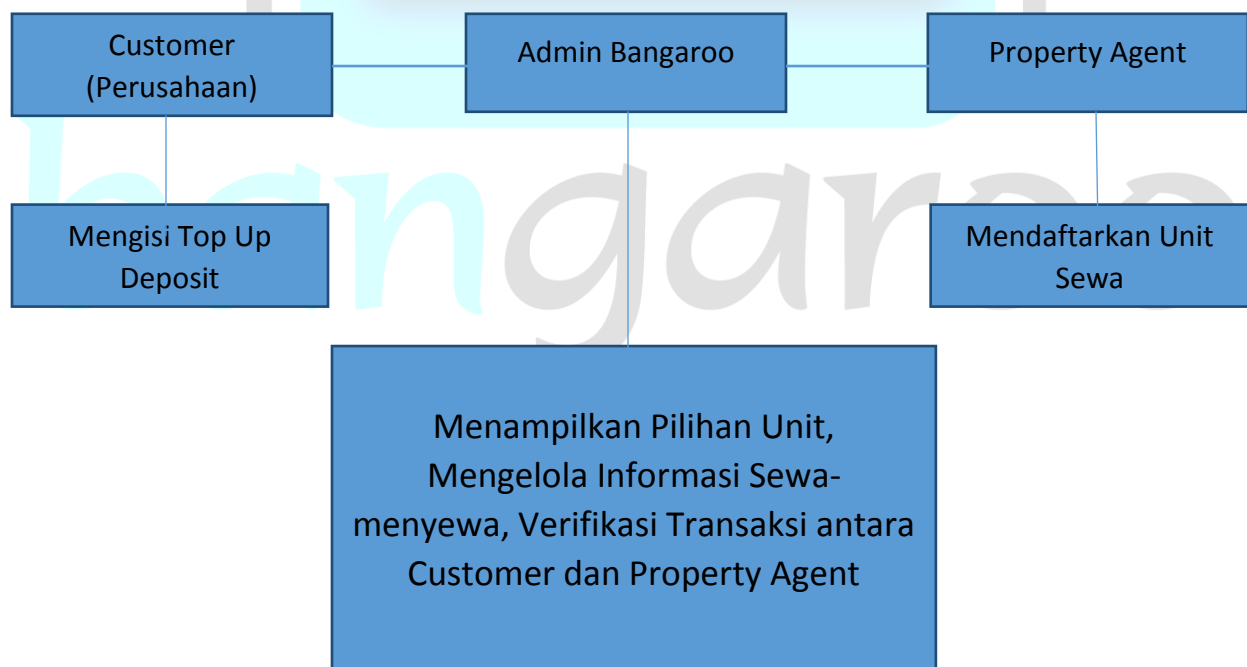 Customer
(Perusahaan)
Admin Bangaroo
Property Agent
Mengisi Top Up
Deposit
Mendaftarkan Unit
Sewa
bangaroo
Menampilkan Pilihan Unit,
Mengelola Informasi Sewa-
menyewa, Verifikasi Transaksi antara
Customer dan Property Agent